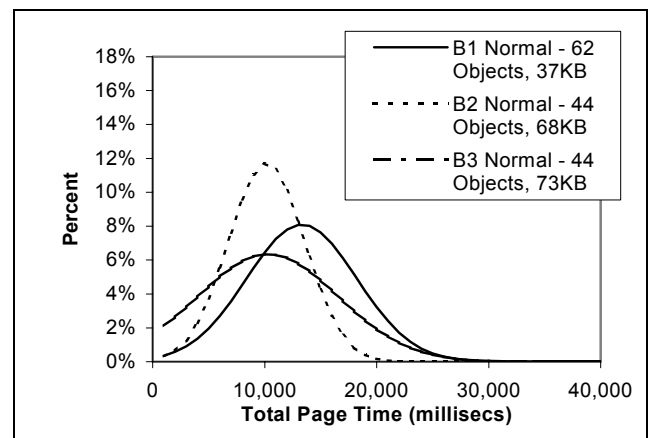 18%
16%
14%
12%
10%
8%
6%
4%
2%
0%
Percent
0
10,000
20,000
30,000
40,000
Total Page Time (millisecs)
B1 Normal - 62
Objects, 37KB
B2 Normal - 44
Objects, 68KB
B3 Normal - 44
Objects, 73KB